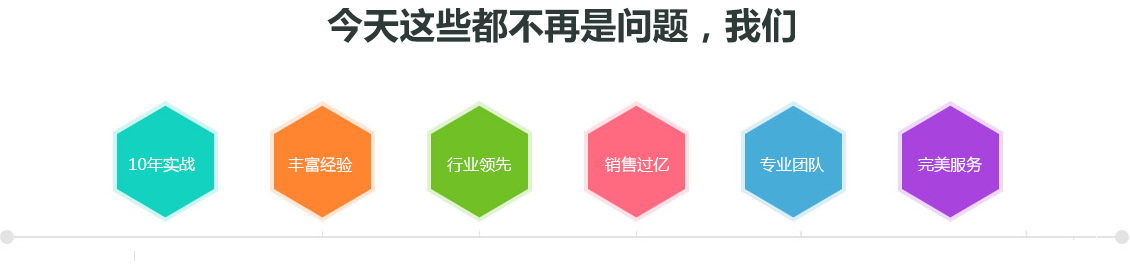 今天这些都不再是问题，我们
10年实战
丰富经验
行业领先
销售过亿
专业团队
完美服务